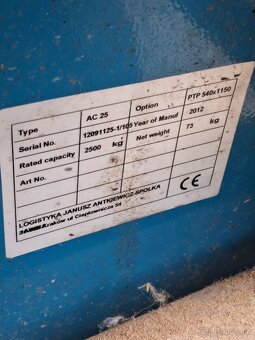 Type AC 25 Option PTP 540x1150
Serial No. 12091125-1/105 Year of Manuf 2012
Rated capacity 2500 kg Net weight 73 kg
Art No.
CE
LOGISTYKA JANUSZ ANTKIEWICZ-SPÓŁKA
JAWNA Kraków ul Ciepłownicza 54